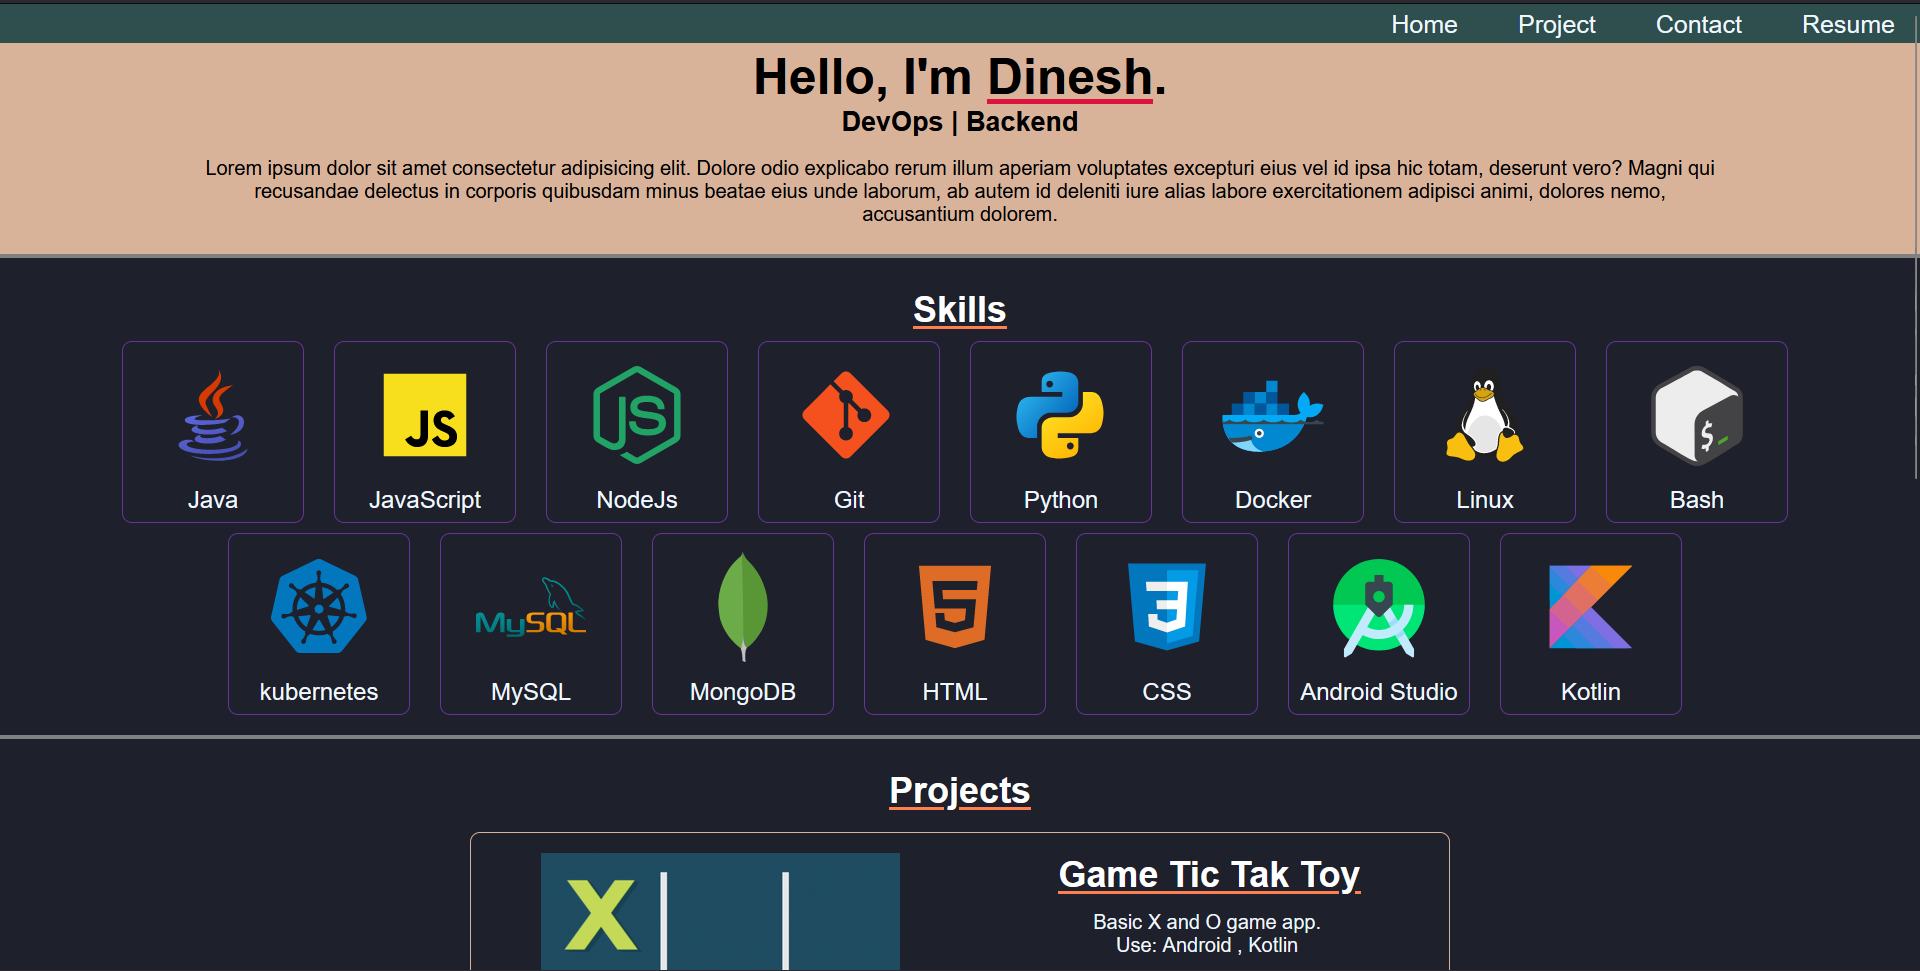 Home Project Contact Resume
Hello, I'm Dinesh.
DevOps | Backend
Lorem ipsum dolor sit amet consectetur adipisicing elit. Dolore odio explicabo rerum illum aperiam voluptates excepturi eius vel id ipsa hic totam, deserunt vero? Magni qui
recusandae delectus in corporis quibusdam minus beatae eius unde laborum, ab autem id deleniti iure alias labore exercitationem adipisci animi, dolores nemo,
accusantium dolorem.
Skills
JS
JS
$_
Java JavaScript NodeJs Git Python Docker Linux Bash
MySQL
5
3
kubernetes MySQL MongoDB HTML CSS Android Studio Kotlin
Projects
X
Game Tic Tak Toy
Basic X and O game app.
Use: Android , Kotlin